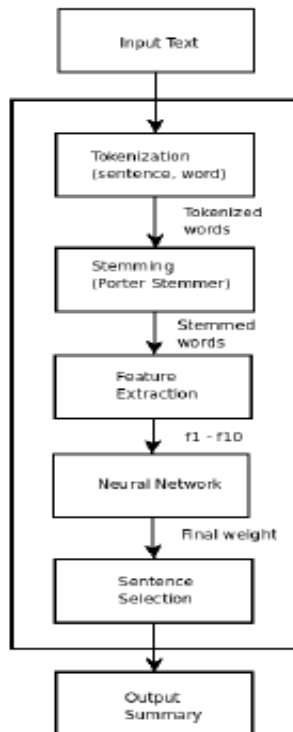 Input Text
Tokenization
(sentence, word)
Tokenized
words
Stemming
(Porter Stemmer)
Stemmed
words
Feature
Extraction
f1 - f10
Neural Network
Final weight
Sentence
Selection
Output
Summary